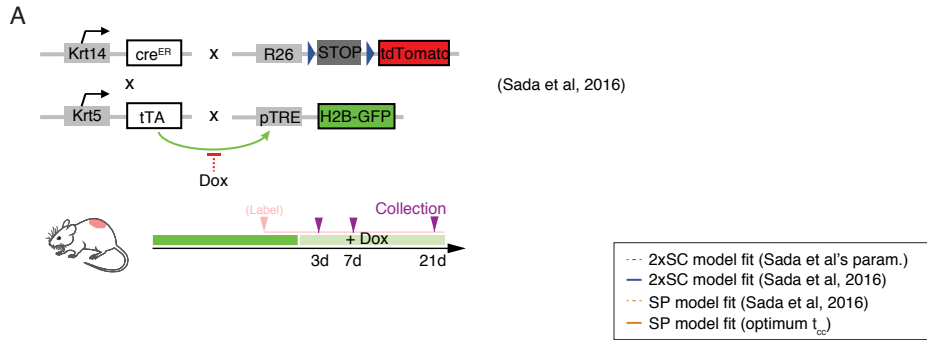 A
Krt14 cre^ER x R26 STOP tdTomato
x
(Sada et al, 2016)
Krt5 tTA x pTRE H2B-GFP
Dox
(Label) Collection
+ Dox
3d 7d 21d
2xSC model fit (Sada et al's param.)
2xSC model fit (Sada et al, 2016)
SP model fit (Sada et al, 2016)
SP model fit (optimum t_cc)